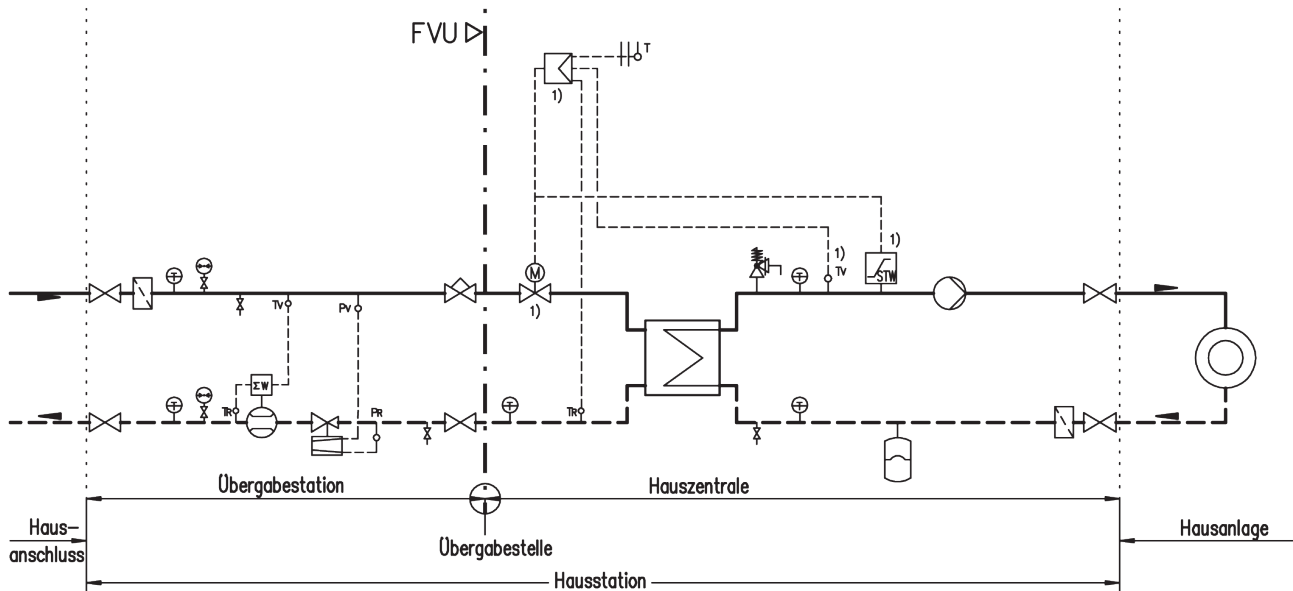 FVU
T
1)
M
1)
1)
TV
1)
STW
T
T
TV
PV
ΣW
T
TR
PR
T
TR
T
Übergabestation
Hauszentrale
Haus-
anschluss
Übergabestelle
Hausanlage
Hausstation